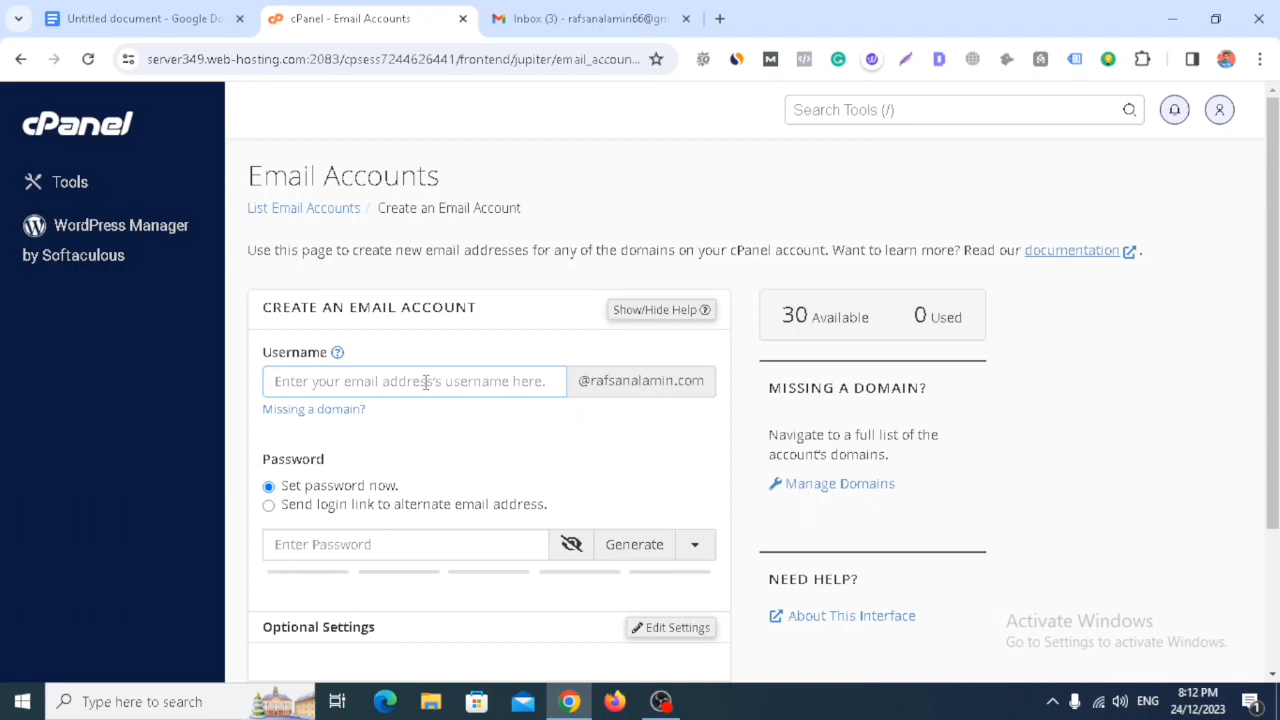 Untitled document - Google Do
cPanel - Email Accounts
Inbox (3) - rafsanalamin66@gm
server349.web-hosting.com:2083/cpsess7244626441/frontend/jupiter/email_accoun...
cPanel
Search Tools (/)
Tools
WordPress Manager
by Softaculous
Email Accounts
List Email Accounts / Create an Email Account
Use this page to create new email addresses for any of the domains on your cPanel account. Want to learn more? Read our documentation .
CREATE AN EMAIL ACCOUNT
Show/Hide Help
30 Available 0 Used
Username
Enter your email address's username here. @rafsanalamin.com
Missing a domain?
MISSING A DOMAIN?
Navigate to a full list of the
account's domains.
Manage Domains
Password
Set password now.
Send login link to alternate email address.
Enter Password Generate
NEED HELP?
About This Interface
Optional Settings
Edit Settings
Activate Windows
Go to Settings to activate Windows.
Type here to search
ENG
8:12 PM
24/12/2023
1